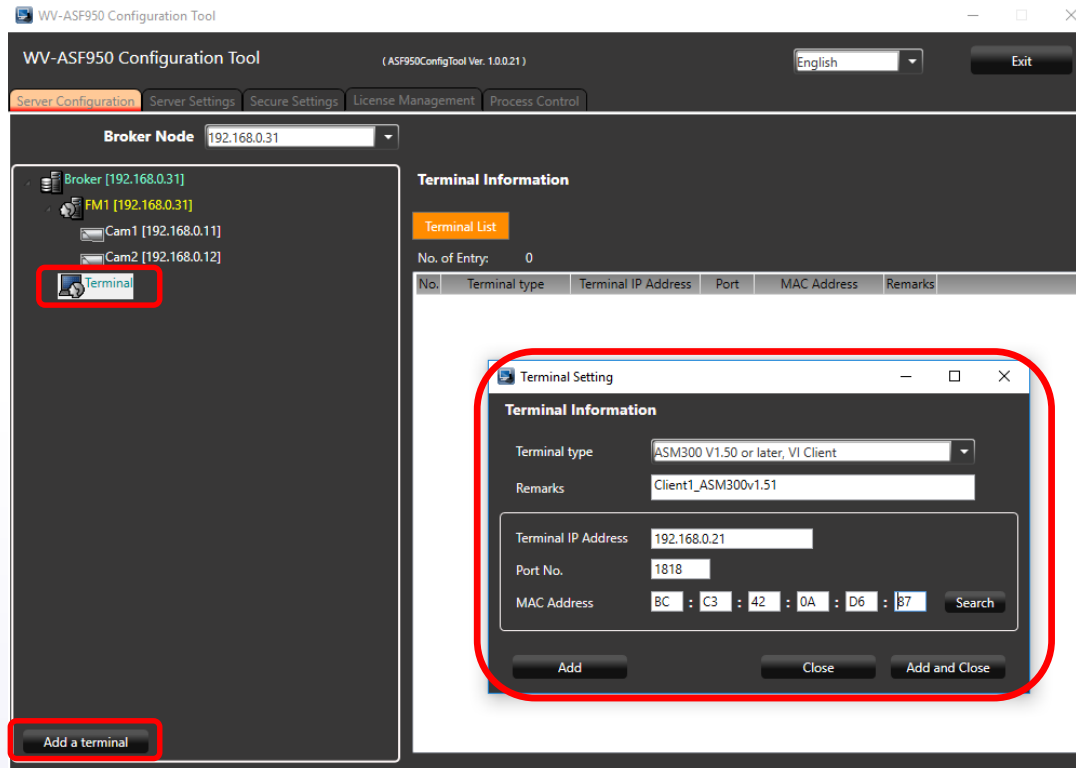 WV-ASF950 Configuration Tool
WV-ASF950 Configuration Tool ( ASF950ConfigTool Ver. 1.0.0.21 ) English Exit
Server Configuration Server Settings Secure Settings License Management Process Control
Broker Node 192.168.0.31
Broker [192.168.0.31]
FM1 [192.168.0.31]
Cam1 [192.168.0.11]
Cam2 [192.168.0.12]
Terminal
Add a terminal
Terminal Information
Terminal List
No. of Entry: 0
No. Terminal type Terminal IP Address Port MAC Address Remarks
Terminal Setting
Terminal Information
Terminal type ASM300 V1.50 or later, VI Client
Remarks Client1_ASM300v1.51
Terminal IP Address 192.168.0.21
Port No. 1818
MAC Address BC : C3 : 42 : 0A : D6 : 87 Search
Add Close Add and Close